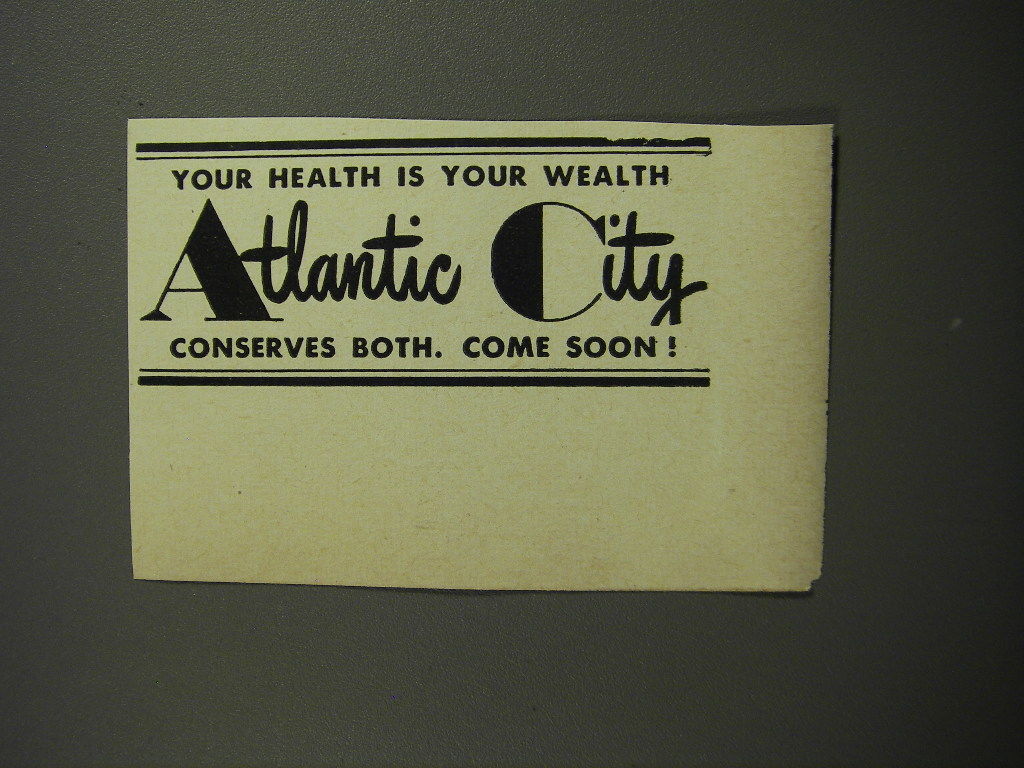 YOUR HEALTH IS YOUR WEALTH
Atlantic City
CONSERVES BOTH. COME SOON!